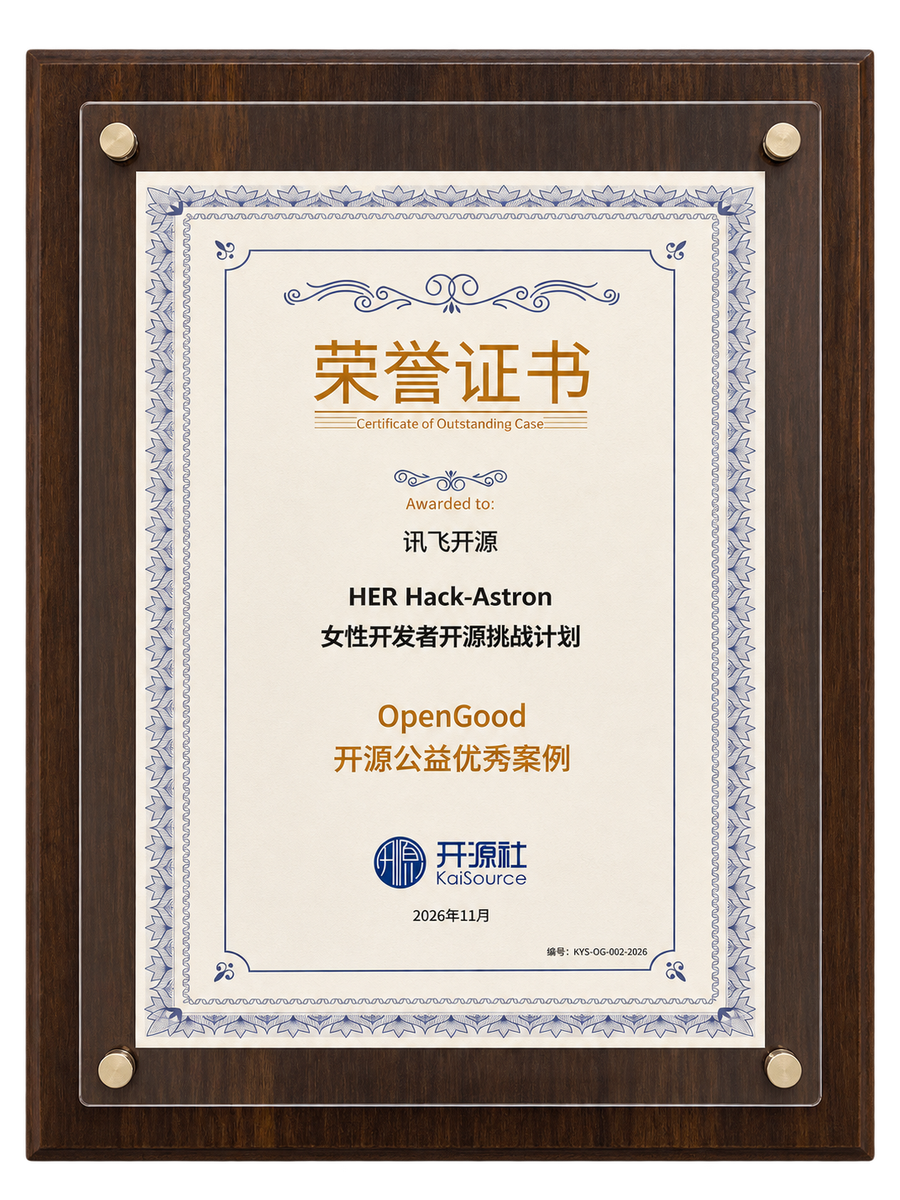 荣誉证书
Certificate of Outstanding Case
Awarded to:
讯飞开源
HER Hack-Astron
女性开发者开源挑战计划
OpenGood
开源公益优秀案例
开源
开源社
KaiSource
2026年11月
编号：KYS-OG-002-2026